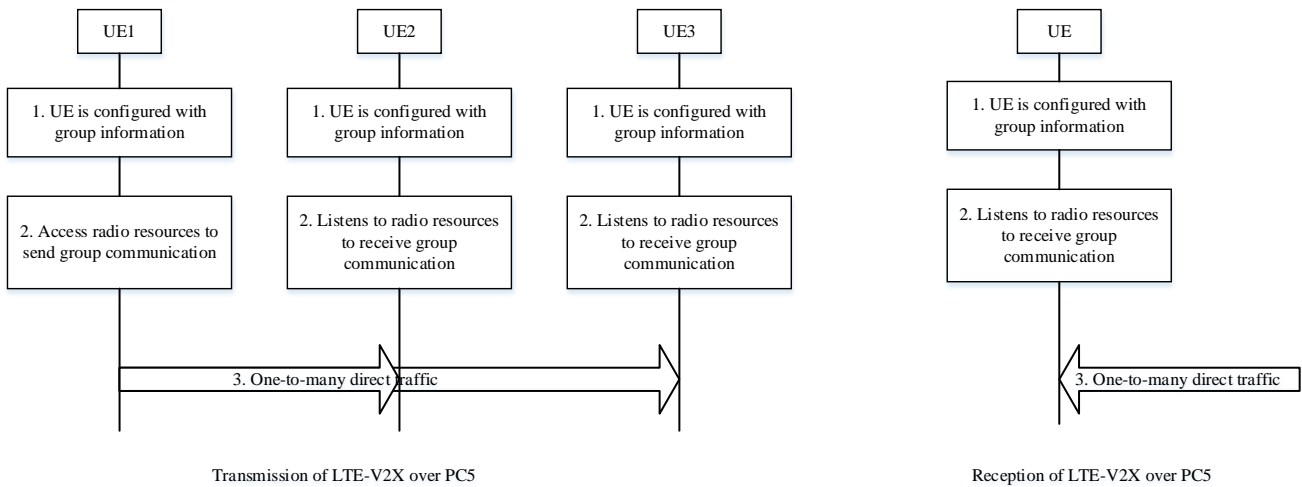 UE1
UE2
UE3
UE
1. UE is configured with
group information
1. UE is configured with
group information
1. UE is configured with
group information
1. UE is configured with
group information
2. Access radio resources to
send group communication
2. Listens to radio resources
to receive group
communication
2. Listens to radio resources
to receive group
communication
2. Listens to radio resources
to receive group
communication
3. One-to-many direct traffic
3. One-to-many direct traffic
Transmission of LTE-V2X over PC5
Reception of LTE-V2X over PC5